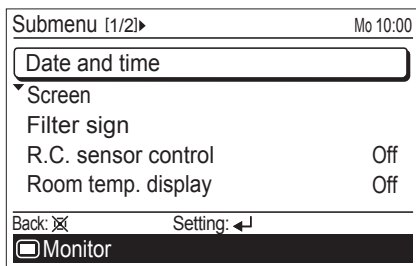 Submenu [1/2]▸ Mo 10:00
Date and time
Screen
Filter sign
R.C. sensor control Off
Room temp. display Off
Back: Setting:
Monitor